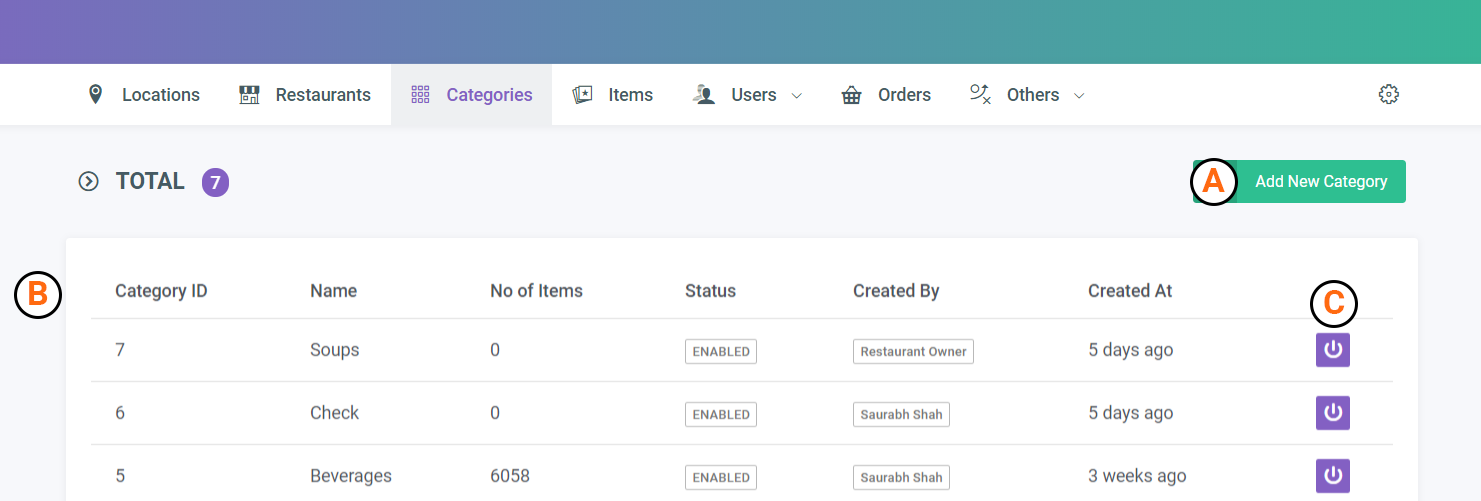 Locations Restaurants Categories Items Users Orders Others
TOTAL 7
A Add New Category
B
Category ID Name No of Items Status Created By Created At
C
7 Soups 0 ENABLED Restaurant Owner 5 days ago
6 Check 0 ENABLED Saurabh Shah 5 days ago
5 Beverages 6058 ENABLED Saurabh Shah 3 weeks ago